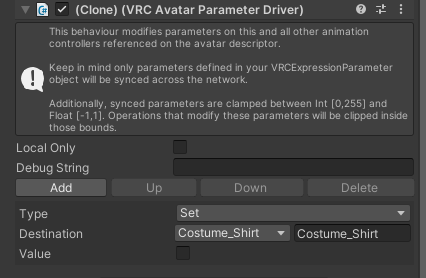 (Clone) (VRC Avatar Parameter Driver)
This behaviour modifies parameters on this and all other animation
controllers referenced on the avatar descriptor.
Keep in mind only parameters defined in your VRCExpressionParameter
object will be synced across the network.
Additionally, synced parameters are clamped between Int [0,255] and
Float [-1,1]. Operations that modify these parameters will be clipped inside
those bounds.
Local Only
Debug String
Add Up Down Delete
Type Set
Destination Costume_Shirt Costume_Shirt
Value